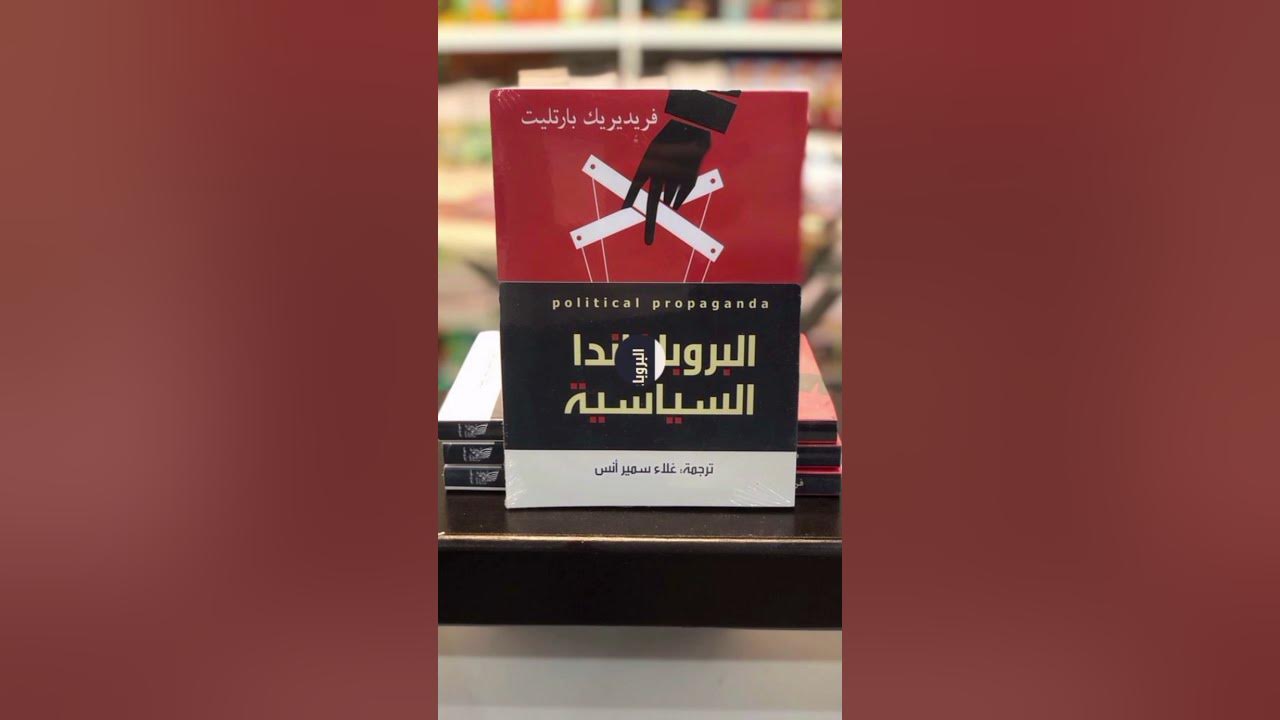 فريديريك بارتليت
political propaganda
السياسية
ترجمة: غلاء سمير أنس